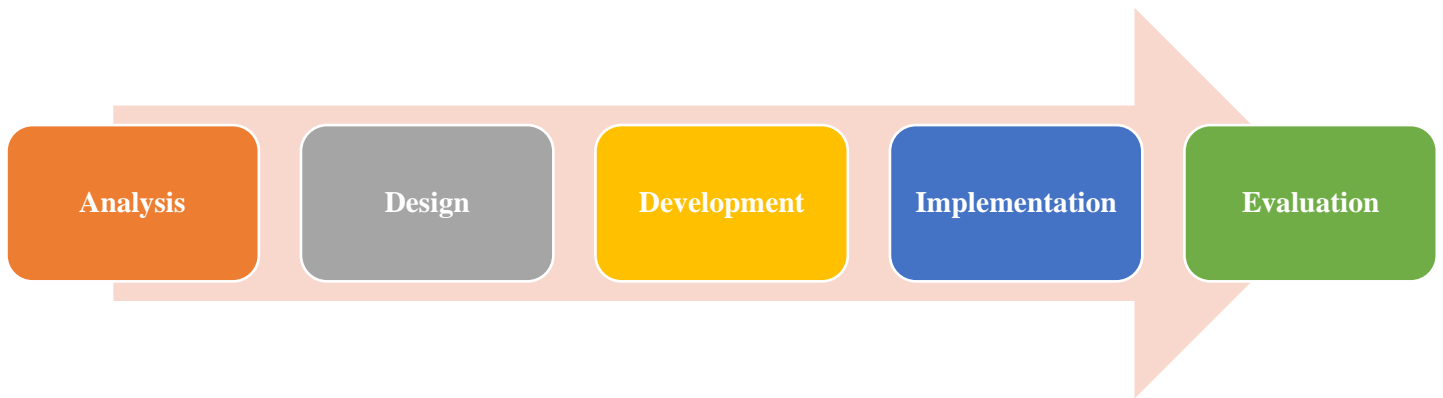 Analysis
Design
Development
Implementation
Evaluation